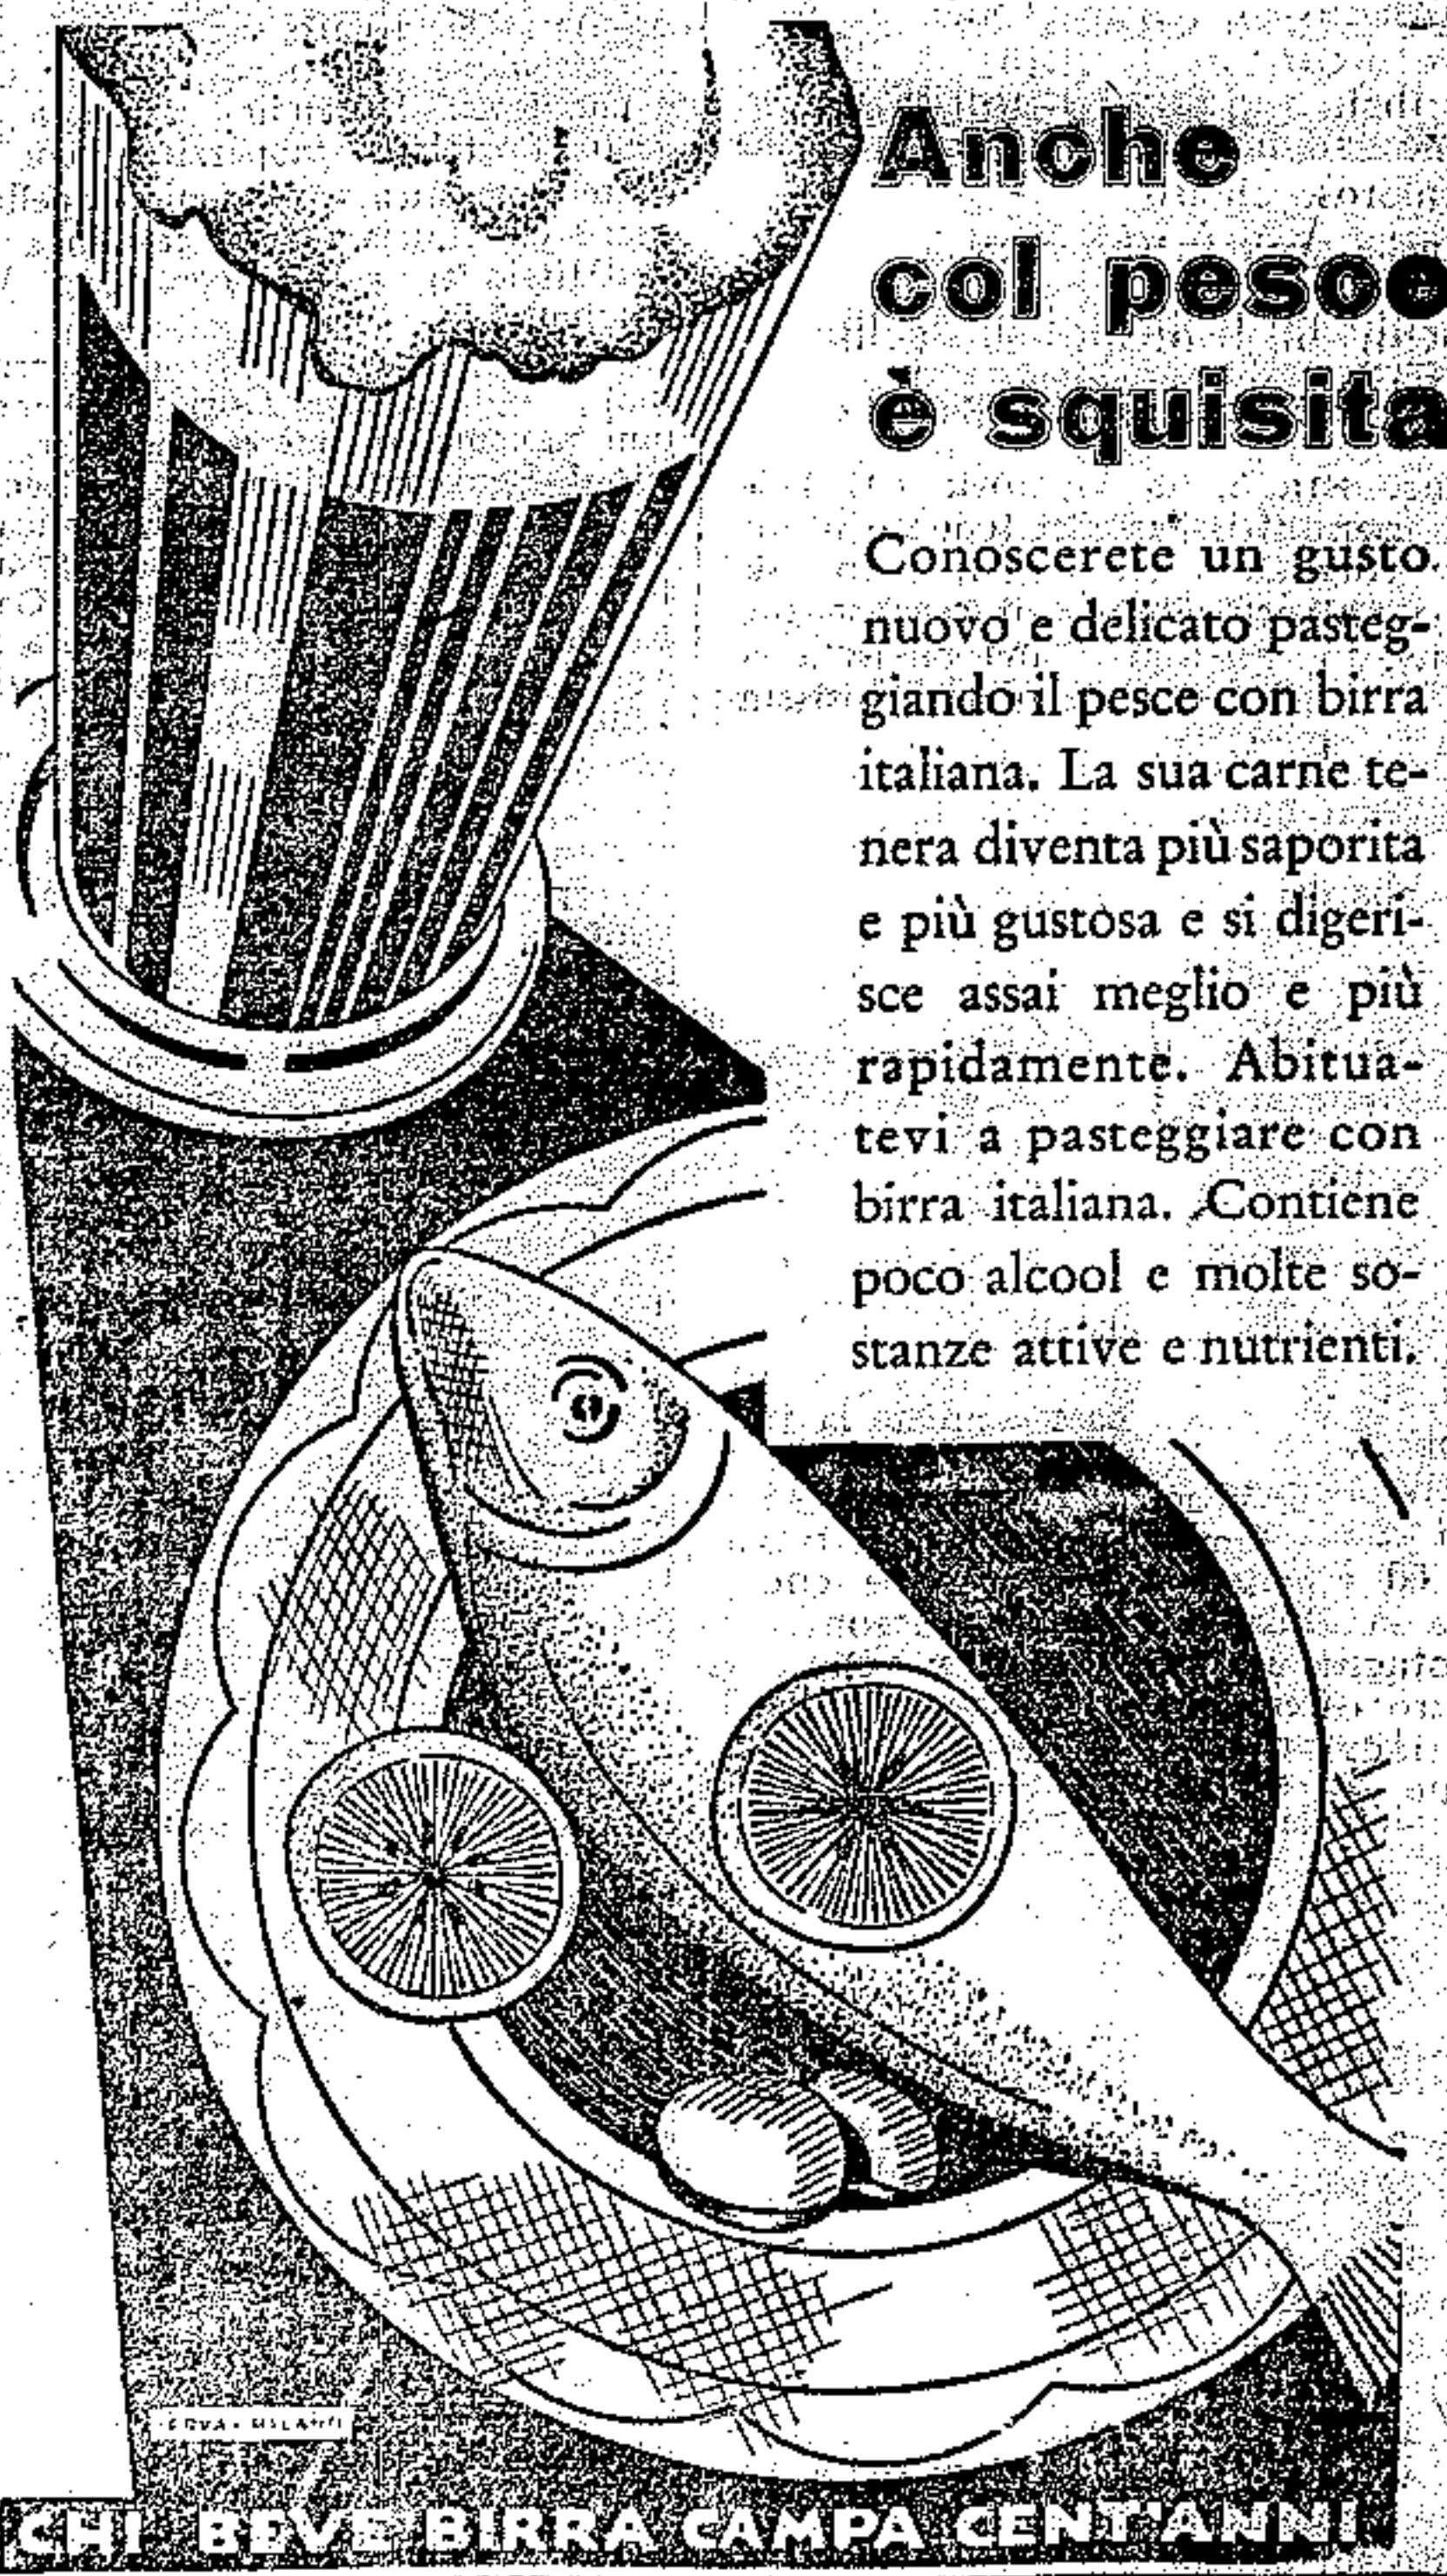 Anche
col pesce
è squisita
Conoscerete un gusto
nuovo e delicato pasteg-
giando il pesce con birra
italiana. La sua carne te-
nera diventa più saporita
e più gustosa e si digeri-
sce assai meglio e più
rapidamente. Abitua-
tevi a pasteggiare con
birra italiana. Contiene
poco alcool e molte so-
stanze attive e nutrienti.
MILANO
CHI BEVE BIRRA CAMPA CENT'ANNI